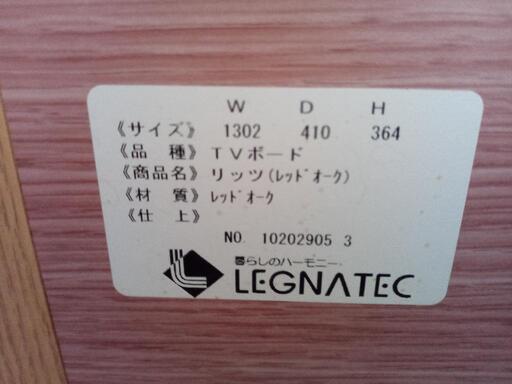 W D H
《サイズ》 1302 410 364
《品 種》 TVボード
《商品名》 リッツ(レッドオーク)
《材 質》 レッドオーク
《仕 上》
NO. 10202905 3
暮らしのハーモニー
LEGNATEC